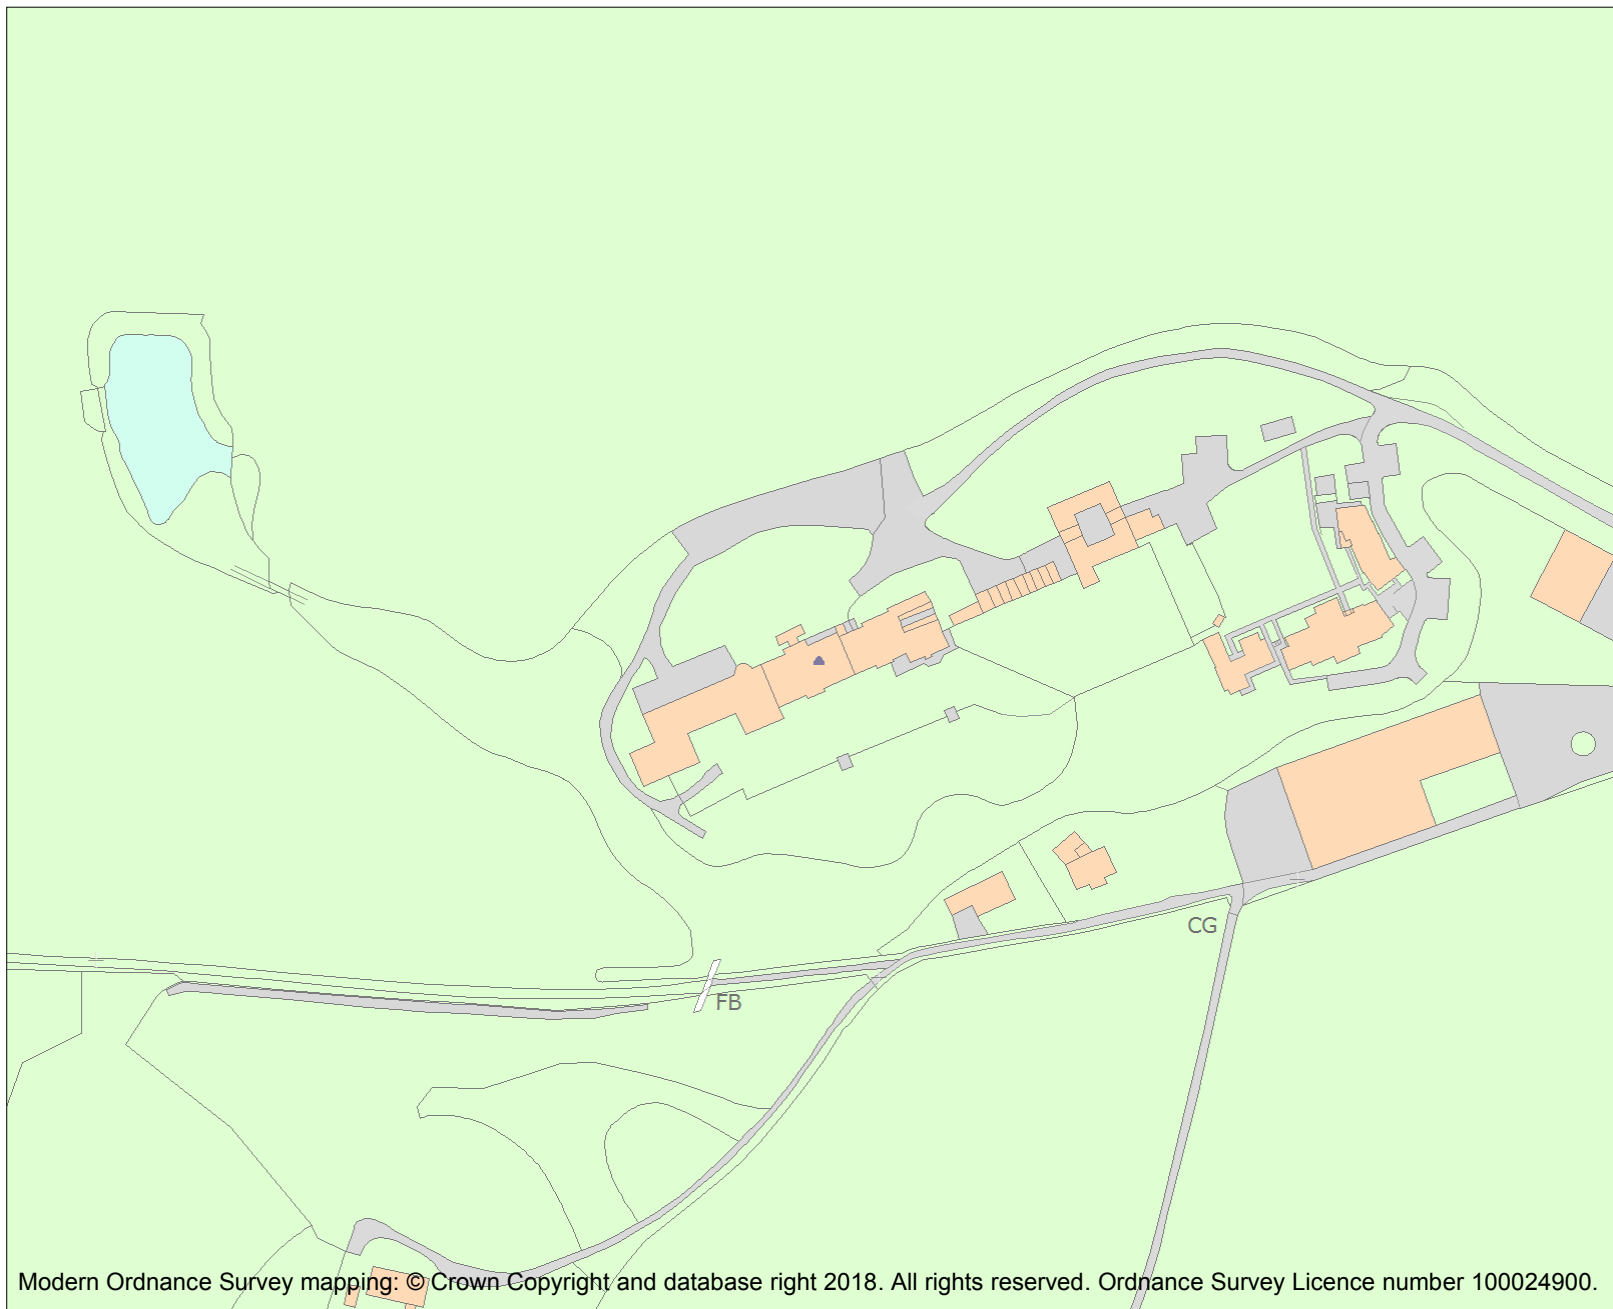 CG
FB
Modern Ordnance Survey mapping: © Crown Copyright and database right 2018. All rights reserved. Ordnance Survey Licence number 100024900.